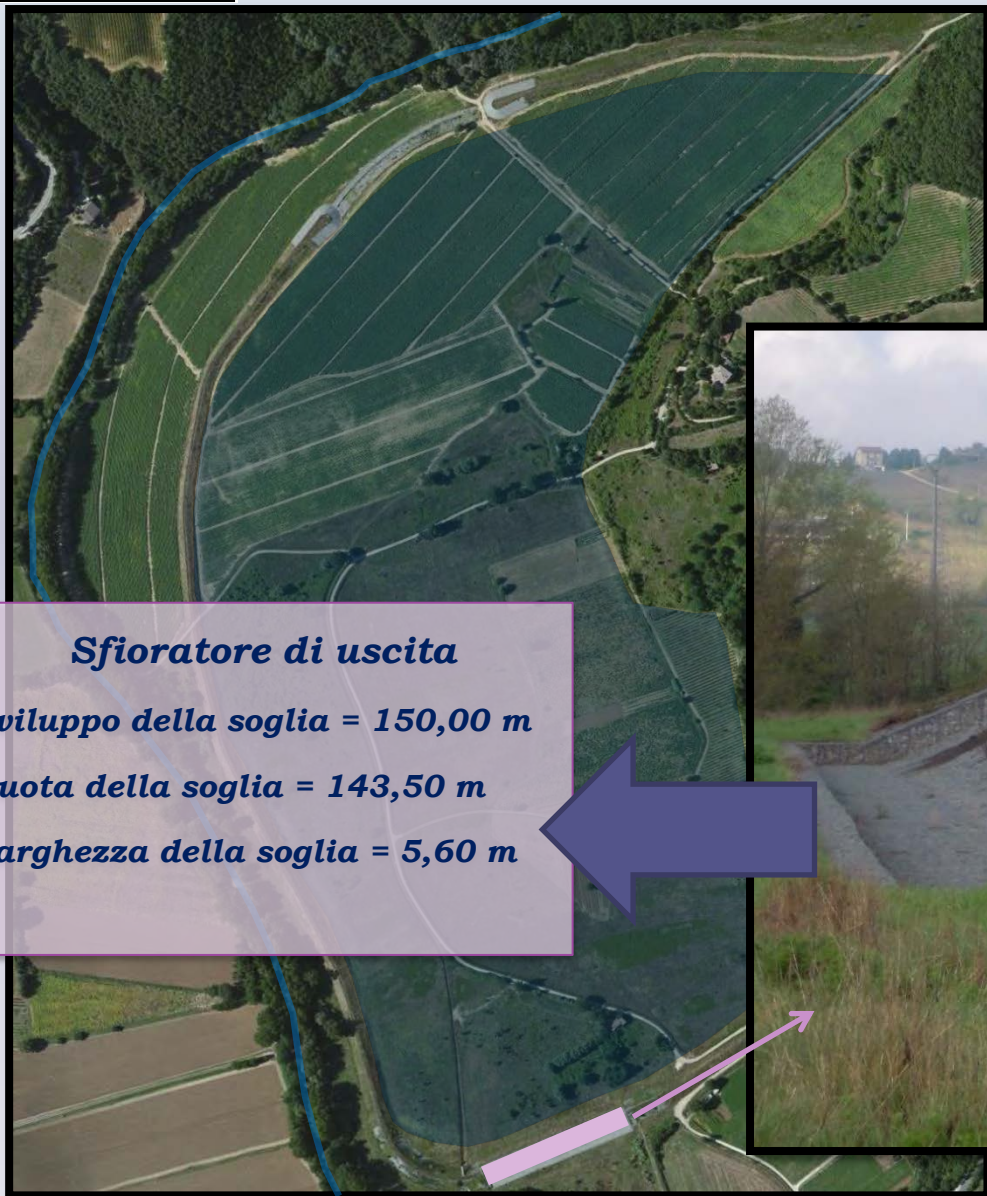 Sfioratore di uscita
viluppo della soglia = 150,00 m
uota della soglia = 143,50 m
arghezza della soglia = 5,60 m